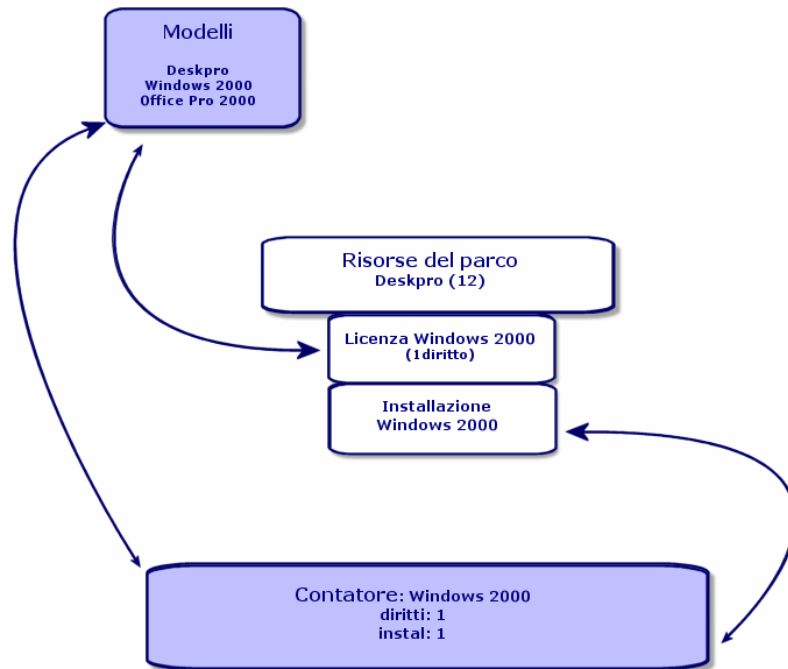 Modelli
Deskpro
Windows 2000
Office Pro 2000
Risorse del parco
Deskpro (12)
Licenza Windows 2000
(1diritto)
Installazione
Windows 2000
Contatore: Windows 2000
diritti: 1
instal: 1